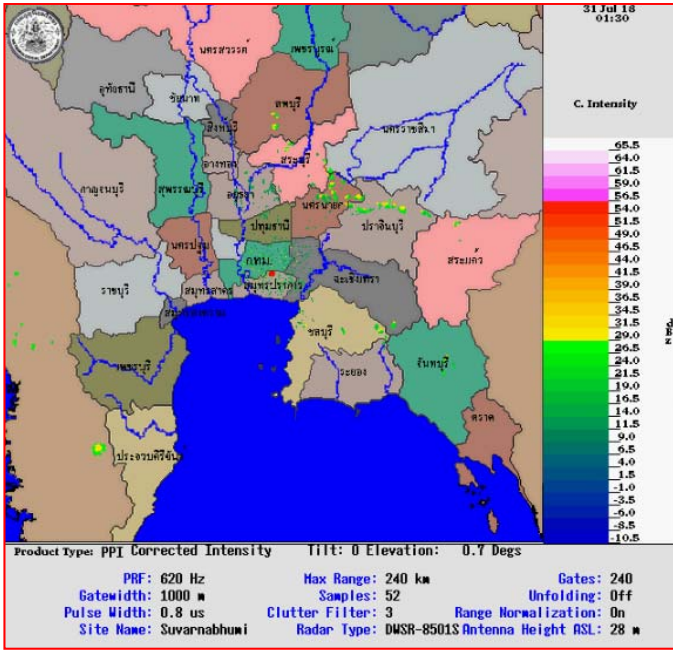 31 Jul 18
01:30
C. Intensity
นครสวรรค์
เพชรบูรณ์
อุทัยธานี
ชัยนาท
ลพบุรี
สิงห์บุรี
นครราชสีมา
อ่างทอง
สระบุรี
กาญจนบุรี
สุพรรณบุรี
อยุธยา
นครนายก
ปราจีนบุรี
ปทุมธานี
นครปฐม
ก.ท.ม.
สระแก้ว
ฉะเชิงเทรา
ราชบุรี
สมุทรสาคร
สมุทรปราการ
ชลบุรี
เพชรบุรี
ระยอง
จันทบุรี
ตราด
ประจวบคีรีขันธ์
65.5
64.0
61.5
59.0
56.5
54.0
51.5
49.0
46.5
44.0
41.5
39.0
36.5
34.0
31.5
29.0
26.5
24.0
21.5
19.0
16.5
14.0
11.5
9.0
6.5
4.0
1.5
-1.0
-3.5
-6.0
-8.5
-10.5
Product Type: PPI Corrected Intensity Tilt: 0 Elevation: 0.7 Degs
PRF: 620 Hz Max Range: 240 km Gates: 240
Gatewidth: 1000 m Samples: 52 Unfolding: Off
Pulse Width: 0.8 us Clutter Filter: 3 Range Normalization: On
Site Name: Suvarnabhumi Radar Type: DWSR-8501S Antenna Height ASL: 28 m